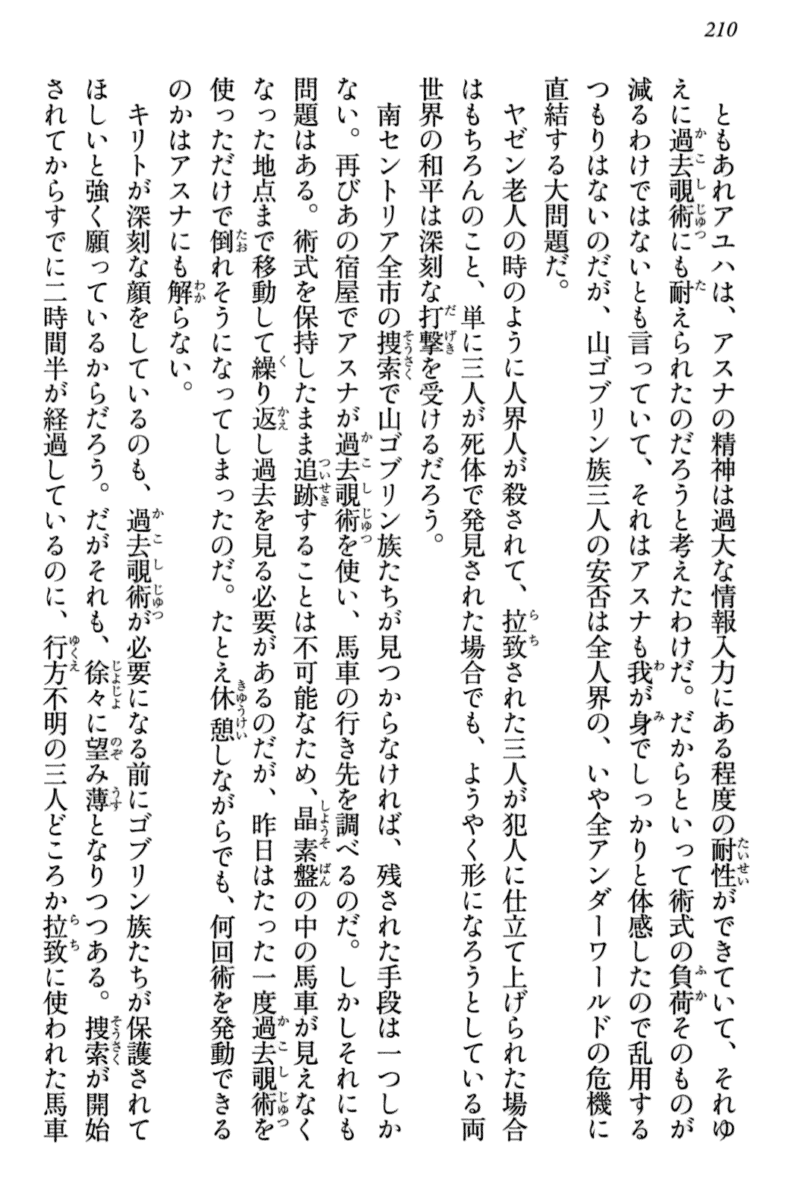 210
ともあれアユハは、アスナの精神は過大な情報入力にある程度の耐性ができていて、それゆ
えに過去覗術にも耐えられたのだろうと考えたわけだ。だからといって術式の負荷そのものが
減るわけではないとも言っていて、それはアスナも我が身でしっかりと体感したので乱用する
つもりはないのだが、山ゴブリン族三人の安否は全人界の、いや全アンダーワールドの危機に
直結する大問題だ。
ヤゼン老人の時のように人界人が殺されて、拉致された三人が犯人に仕立て上げられた場合
はもちろんのこと、単に三人が死体で発見された場合でも、ようやく形になろうとしている両
世界の和平は深刻な打撃を受けるだろう。
南セントリア全市の捜索で山ゴブリン族たちが見つからなければ、残された手段は一つしか
ない。再びあの宿屋でアスナが過去覗術を使い、馬車の行き先を調べるのだ。しかしそれにも
問題はある。術式を保持したまま追跡することは不可能なため、晶素盤の中の馬車が見えなく
なった地点まで移動して繰り返し過去を見る必要があるのだが、昨日はたった一度過去覗術を
使っただけで倒れそうになってしまったのだ。たとえ休憩しながらでも、何回術を発動できる
のかはアスナにも解らない。
キリトが深刻な顔をしているのも、過去覗術が必要になる前にゴブリン族たちが保護されて
ほしいと強く願っているからだろう。だがそれも、徐々に望み薄となりつつある。捜索が開始
されてからすでに二時間半が経過しているのに、行方不明の三人どころか拉致に使われた馬車